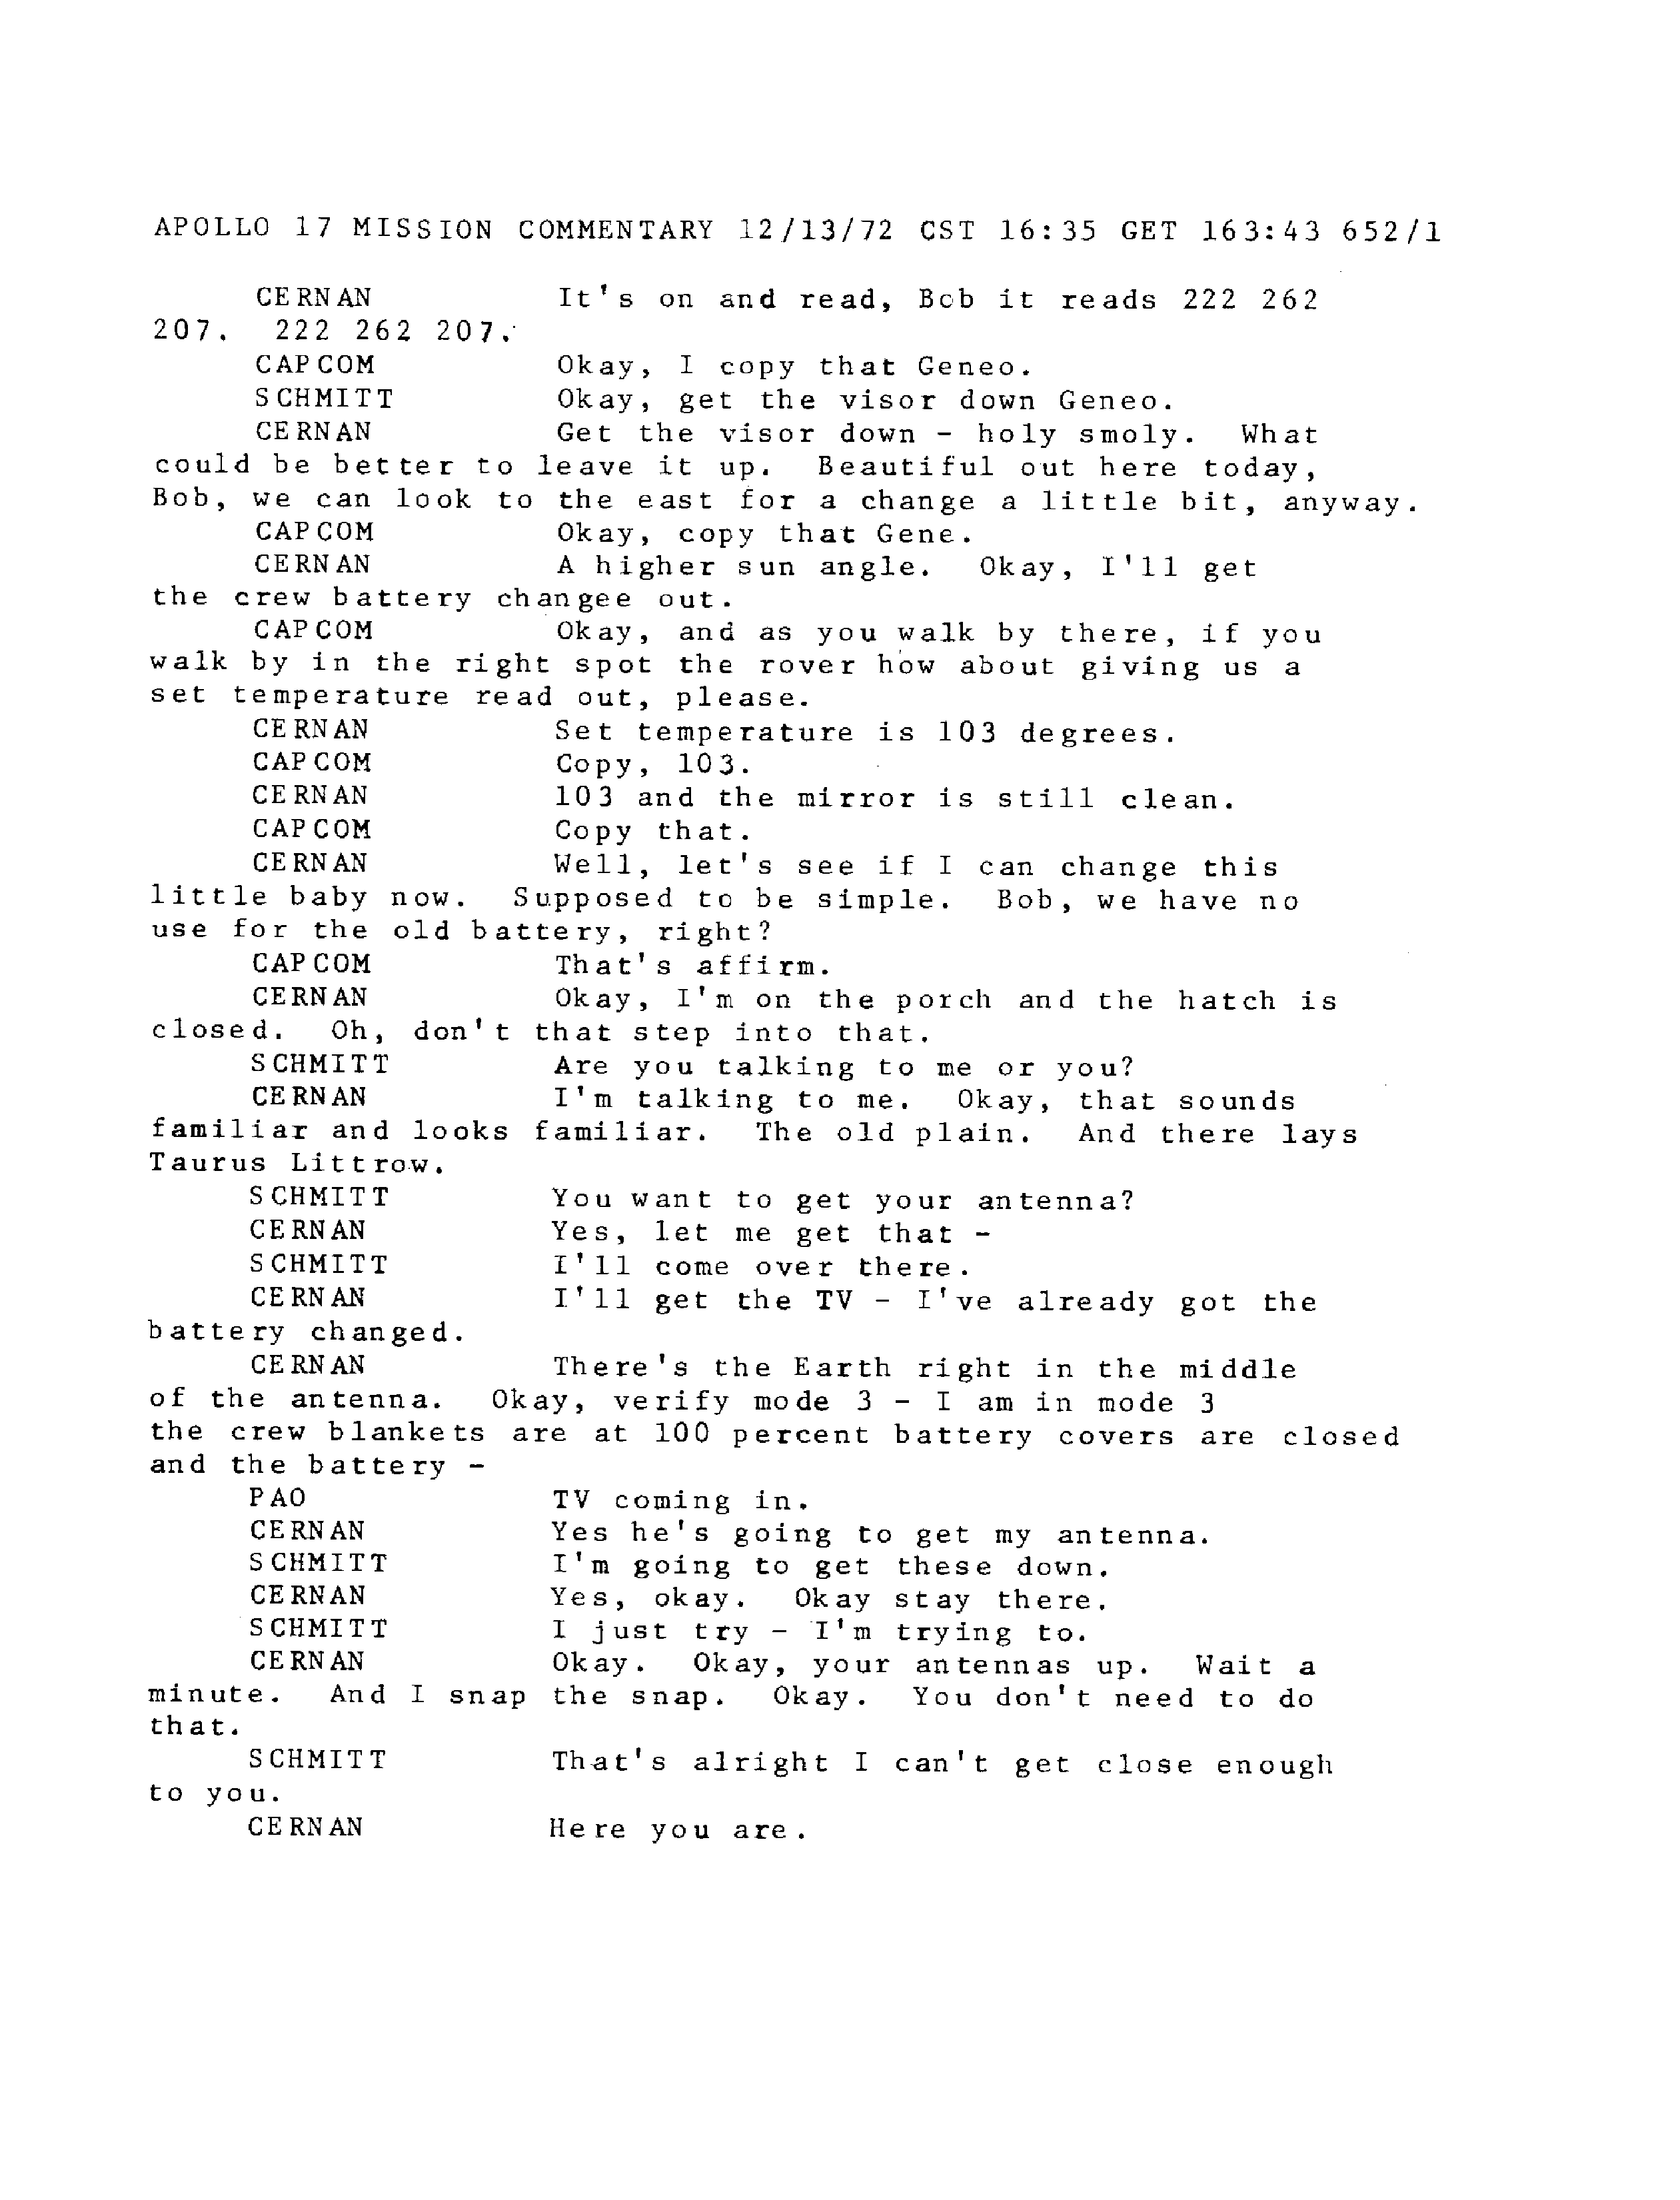 APOLLO 17 MISSION COMMENTARY 12/13/72 CST 16:35 GET 163:43 652/1
CERNAN It's on and read, Bob it reads 222 262
207. 222 262 207.
CAPCOM Okay, I copy that Geneo.
SCHMITT Okay, get the visor down Geneo.
CERNAN Get the visor down - holy smoly. What
could be better to leave it up. Beautiful out here today,
Bob, we can look to the east for a change a little bit, anyway.
CAPCOM Okay, copy that Gene.
CERNAN A higher sun angle. Okay, I'll get
the crew battery changee out.
CAPCOM Okay, and as you walk by there, if you
walk by in the right spot the rover how about giving us a
set temperature read out, please.
CERNAN Set temperature is 103 degrees.
CAPCOM Copy, 103.
CERNAN 103 and the mirror is still clean.
CAPCOM Copy that.
CERNAN Well, let's see if I can change this
little baby now. Supposed to be simple. Bob, we have no
use for the old battery, right?
CAPCOM That's affirm.
CERNAN Okay, I'm on the porch and the hatch is
closed. Oh, don't that step into that.
SCHMITT Are you talking to me or you?
CERNAN I'm talking to me. Okay, that sounds
familiar and looks familiar. The old plain. And there lays
Taurus Littrow.
SCHMITT You want to get your antenna?
CERNAN Yes, let me get that -
SCHMITT I'll come over there.
CERNAN I'll get the TV - I've already got the
battery changed.
CERNAN There's the Earth right in the middle
of the antenna. Okay, verify mode 3 - I am in mode 3
the crew blankets are at 100 percent battery covers are closed
and the battery -
PAO TV coming in.
CERNAN Yes he's going to get my antenna.
SCHMITT I'm going to get these down.
CERNAN Yes, okay. Okay stay there.
SCHMITT I just try - I'm trying to.
CERNAN Okay. Okay, your antennas up. Wait a
minute. And I snap the snap. Okay. You don't need to do
that.
SCHMITT That's alright I can't get close enough
to you.
CERNAN Here you are.